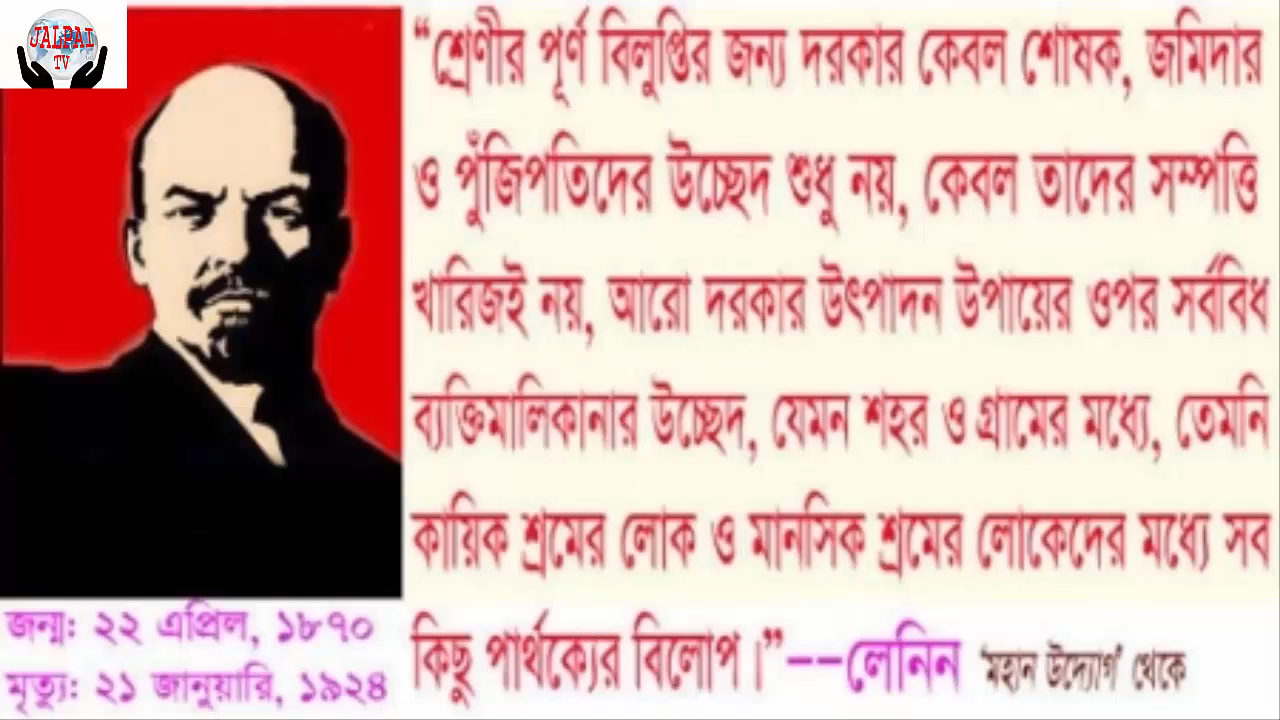 JALPAI
TV
“শ্রেণীর পূর্ণ বিলুপ্তির জন্য দরকার কেবল শোষক, জমিদার
ও পুঁজিপতিদের উচ্ছেদ শুধু নয়, কেবল তাদের সম্পত্তি
খারিজই নয়, আরো দরকার উৎপাদন উপায়ের ওপর সর্ববিধ
ব্যক্তিমালিকানার উচ্ছেদ, যেমন শহর ও গ্রামের মধ্যে, তেমনি
কায়িক শ্রমের লোক ও মানসিক শ্রমের লোকেদের মধ্যে সব
কিছু পার্থক্যের বিলোপ।”--লেনিন ‘মহান উদ্যোগ’ থেকে
জন্ম: ২২ এপ্রিল, ১৮৭০
মৃত্যু: ২১ জানুয়ারি, ১৯২৪